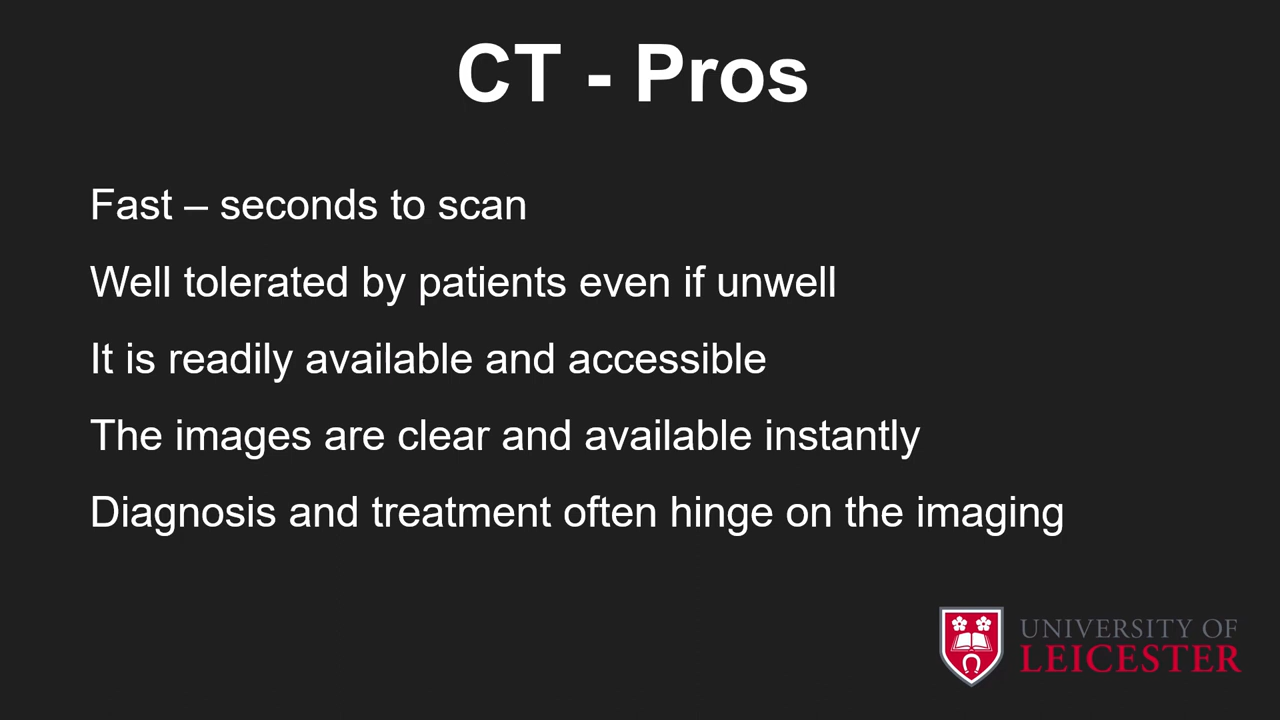 CT - Pros
Fast – seconds to scan
Well tolerated by patients even if unwell
It is readily available and accessible
The images are clear and available instantly
Diagnosis and treatment often hinge on the imaging
UNIVERSITY OF
LEICESTER